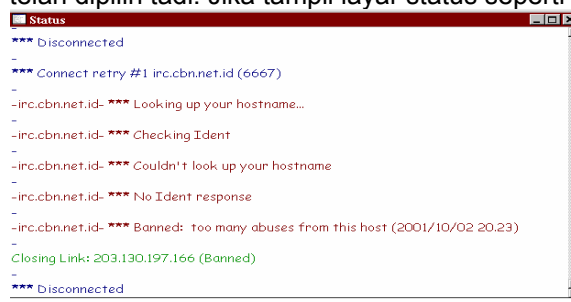 telah dipilih tadi. Jika tampil layar status seperti
Status
-
*** Disconnected
-
*** Connect retry #1 irc.cbn.net.id (6667)
-
-irc.cbn.net.id- *** Looking up your hostname...
-
-irc.cbn.net.id- *** Checking Ident
-
-irc.cbn.net.id- *** Couldn't look up your hostname
-
-irc.cbn.net.id- *** No Ident response
-
-irc.cbn.net.id- *** Banned: too many abuses from this host (2001/10/02 20.23)
-
Closing Link: 203.130.197.166 (Banned)
-
*** Disconnected